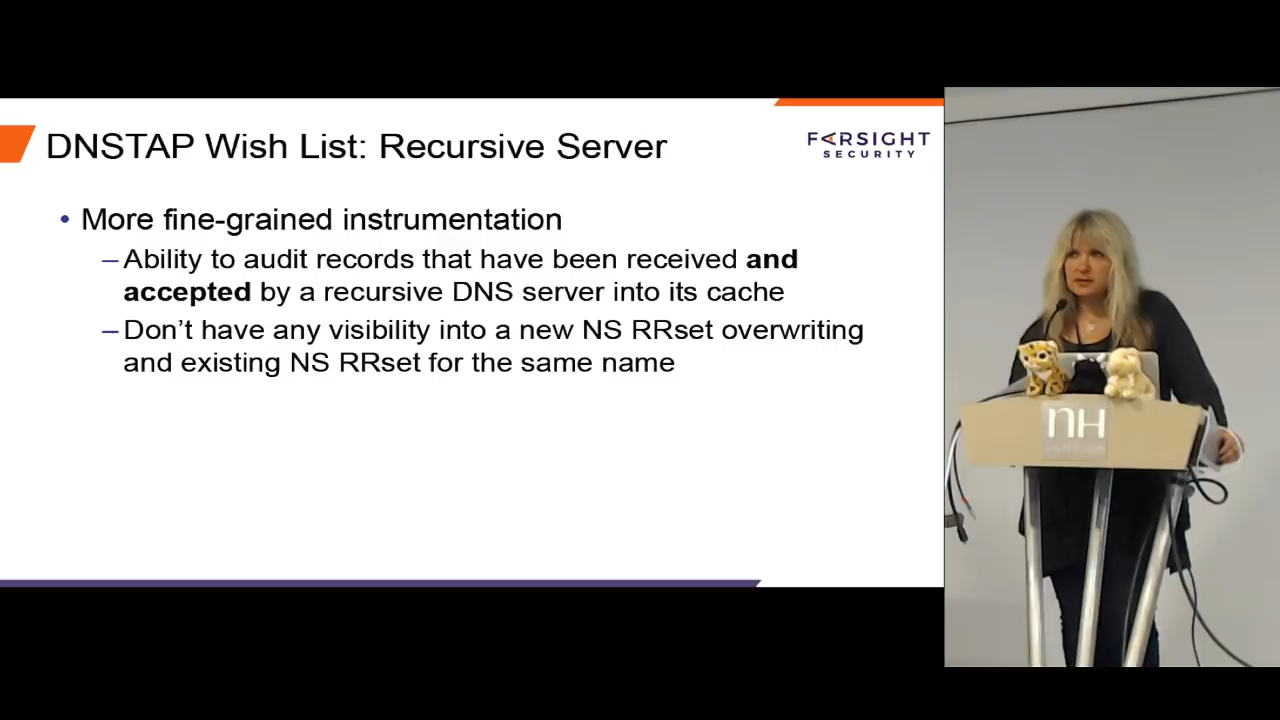 DNSTAP Wish List: Recursive Server
FARSIGHT
SECURITY
• More fine-grained instrumentation
–Ability to audit records that have been received and
accepted by a recursive DNS server into its cache
–Don’t have any visibility into a new NS RRset overwriting
and existing NS RRset for the same name
nH